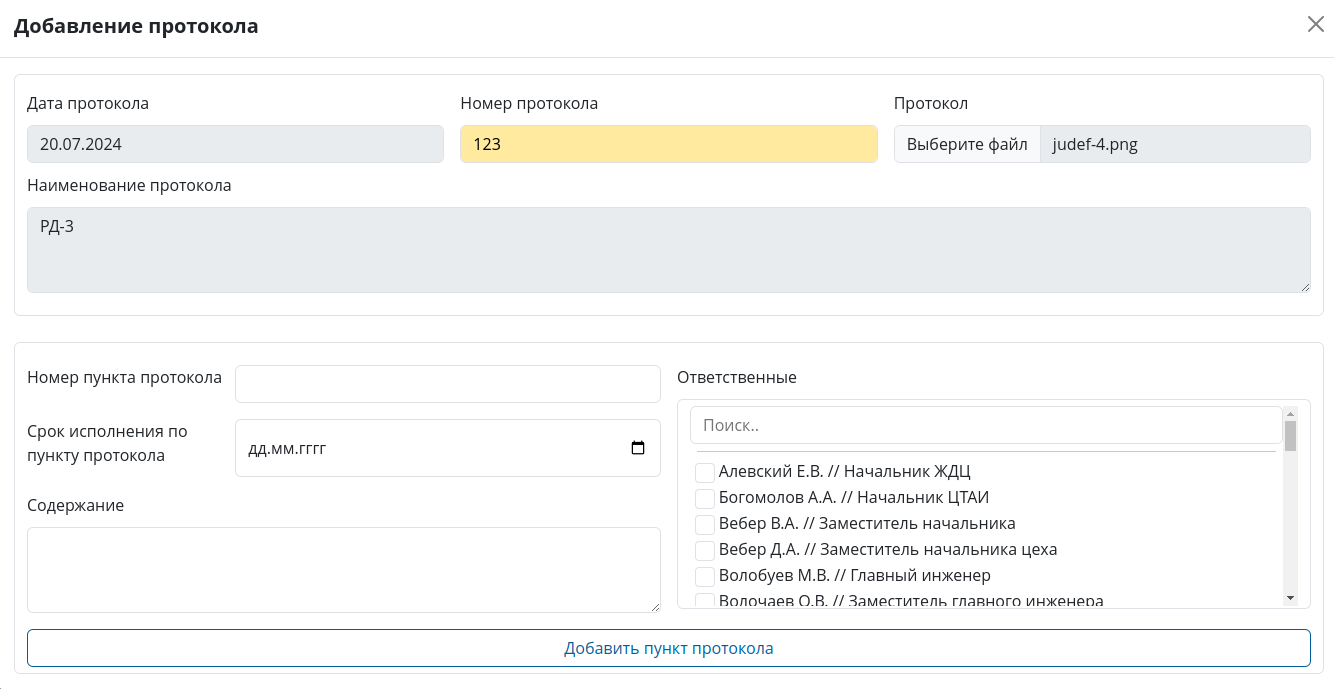 Добавление протокола
Дата протокола
Номер протокола
Протокол
20.07.2024
123
Выберите файл
judef-4.png
Наименование протокола
РД-3
Номер пункта протокола
Срок исполнения по
пункту протокола
дд.мм.гггг
Содержание
Ответственные
Поиск..
Алевский Е.В. // Начальник ЖДЦ
Богомолов А.А. // Начальник ЦТАИ
Вебер В.А. // Заместитель начальника
Вебер Д.А. // Заместитель начальника цеха
Волобуев М.В. // Главный инженер
Волочаев О.В. // Заместитель главного инженера
Добавить пункт протокола